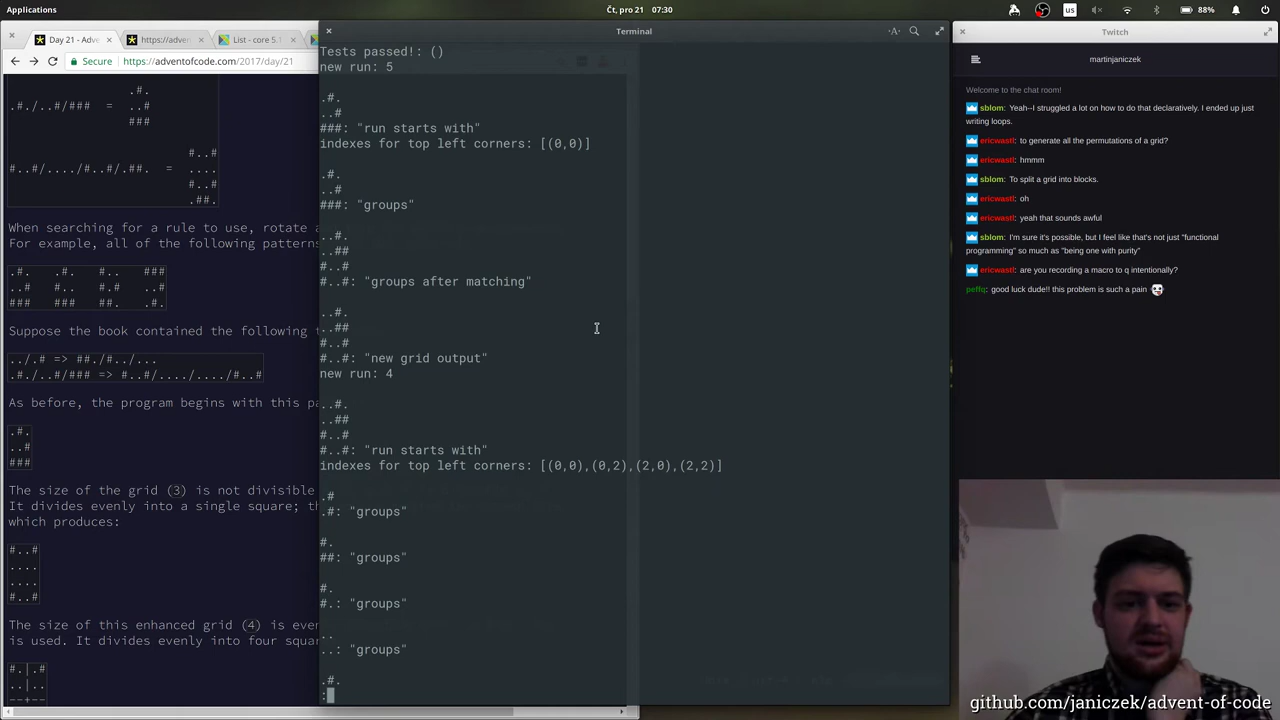 Applications
Čt, pro 21 07:30
us
88%
Day 21 - Adv
https://adven
List - core 5.1
Terminal
A
Twitch
Secure
https://adventofcode.com/2017/day/21
.#.
.#./..#/### = ..#
###
#..#
#..#/..../#..#/.##. = ....
#..#
.##.
When searching for a rule to use, rotate a
For example, all of the following patterns
.#. .#. #.. ###
..# #.. #.# ..#
### ### ##. .#.
Suppose the book contained the following
../.# => ##./#../...
.#./..#/### => #..#/..../..../#..#
As before, the program begins with this pa
.#.
..#
###
The size of the grid (3) is not divisible
It divides evenly into a single square; th
which produces:
#..#
....
....
#..#
The size of this enhanced grid (4) is even
is used. It divides evenly into four squar
#.|.#
..|..
--+--
Tests passed!: ()
new run: 5
.#.
..#
###: "run starts with"
indexes for top left corners: [(0,0)]
.#.
..#
###: "groups"
..#.
..##
#..#
#..#: "groups after matching"
..#.
..##
#..#
#..#: "new grid output"
new run: 4
..#.
..##
#..#
#..#: "run starts with"
indexes for top left corners: [(0,0),(0,2),(2,0),(2,2)]
.#
.#: "groups"
#.
##: "groups"
#.
#.: "groups"
..
..: "groups"
.#.
:
martinjaniczek
Welcome to the chat room!
sblom: Yeah--I struggled a lot on how to do that declaratively. I ended up just
writing loops.
ericwastl: to generate all the permutations of a grid?
ericwastl: hmmm
sblom: To split a grid into blocks.
ericwastl: oh
ericwastl: yeah that sounds awful
sblom: I'm sure it's possible, but I feel like that's not just "functional
programming" so much as "being one with purity"
ericwastl: are you recording a macro to q intentionally?
peffq: good luck dude!! this problem is such a pain
github.com/janiczek/advent-of-code